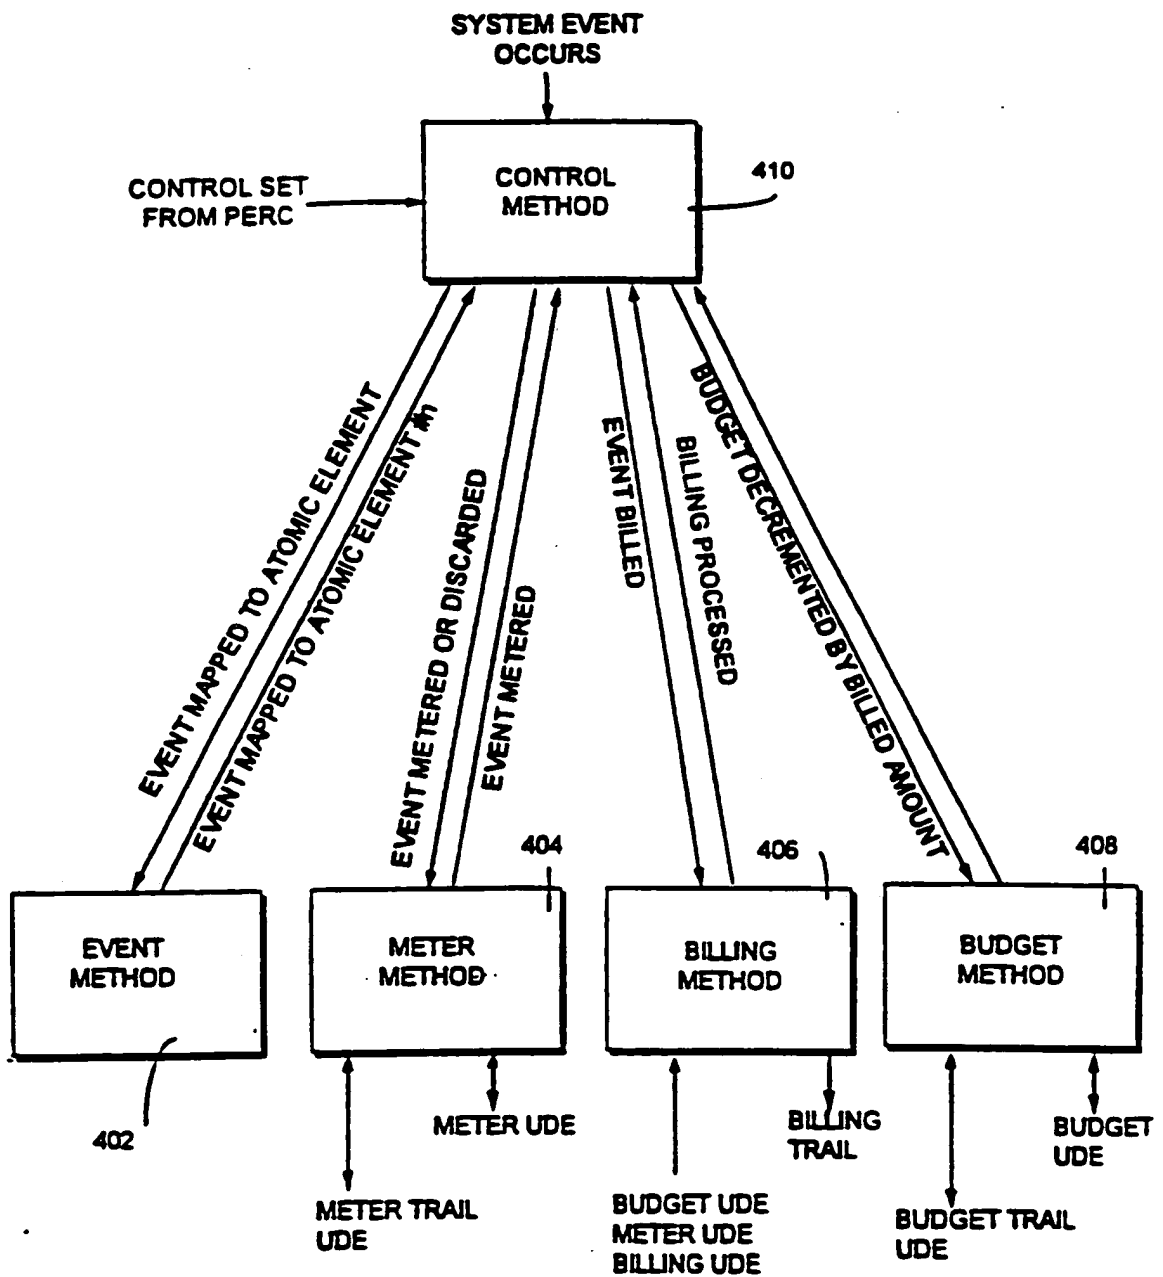 SYSTEM EVENT
OCCURS
CONTROL METHOD
410
CONTROL SET
FROM PERC
EVENT MAPPED TO ATOMIC ELEMENT
EVENT MAPPED TO ATOMIC ELEMENT #n
EVENT METERED OR DISCARDED
EVENT METERED
EVENT BILLED
BILLING PROCESSED
BUDGET DECREMENTED BY BILLED AMOUNT
404
406
408
EVENT
METHOD
METER
METHOD
BILLING
METHOD
BUDGET
METHOD
402
METER UDE
METER TRAIL
UDE
BUDGET UDE
METER UDE
BILLING UDE
BILLING
TRAIL
BUDGET
UDE
BUDGET TRAIL
UDE